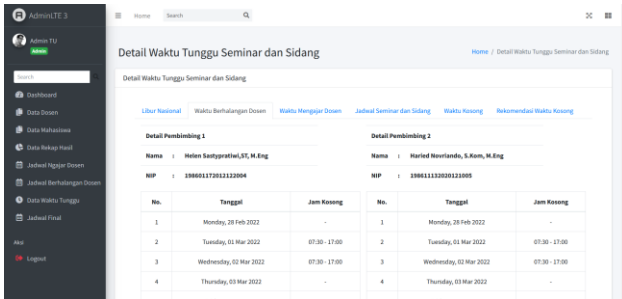 AdminLTE 3
Home Search
Admin TU
Admin
Search
Dashboard
Data Dosen
Data Mahasiswa
Data Rekap Hasil
Jadwal Ngajar Dosen
Jadwal Berhalangan Dosen
Data Waktu Tunggu
Jadwal Final
Aksi
Logout
Detail Waktu Tunggu Seminar dan Sidang
Home / Detail Waktu Tunggu Seminar dan Sidang
Detail Waktu Tunggu Seminar dan Sidang
Libur Nasional Waktu Berhalangan Dosen Waktu Mengajar Dosen Jadwal Seminar dan Sidang Waktu Kosong Rekomendasi Waktu Kosong
Detail Pembimbing 1
Nama : Helen Sastypratiwi,ST, M.Eng
NIP : 198601172012122004
No. Tanggal Jam Kosong
1 Monday, 28 Feb 2022 -
2 Tuesday, 01 Mar 2022 07:30 - 17:00
3 Wednesday, 02 Mar 2022 07:30 - 17:00
4 Thursday, 03 Mar 2022 -
Detail Pembimbing 2
Nama : Haried Novriando, S.Kom, M.Eng
NIP : 198611132020121005
No. Tanggal Jam Kosong
1 Monday, 28 Feb 2022 -
2 Tuesday, 01 Mar 2022 07:30 - 17:00
3 Wednesday, 02 Mar 2022 07:30 - 17:00
4 Thursday, 03 Mar 2022 -